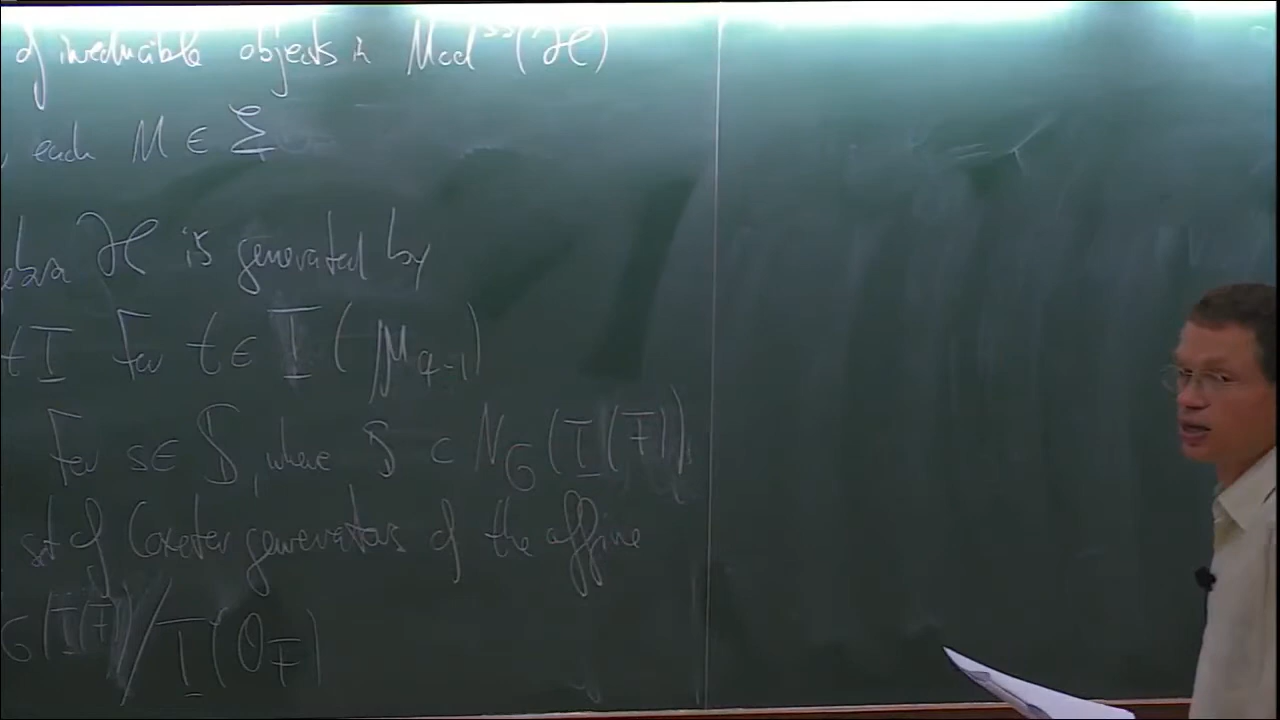 of irreducible objects in Mod^ss(ℋ)
, each M ∈ Σ
ebra ℋ is generated by
t I For t ∈ I(μ_{q-1})
For s ∈ S, where S ⊂ N_G(I(F))
set of Coxeter generators of the affine
G(I(F))/I(O_F)